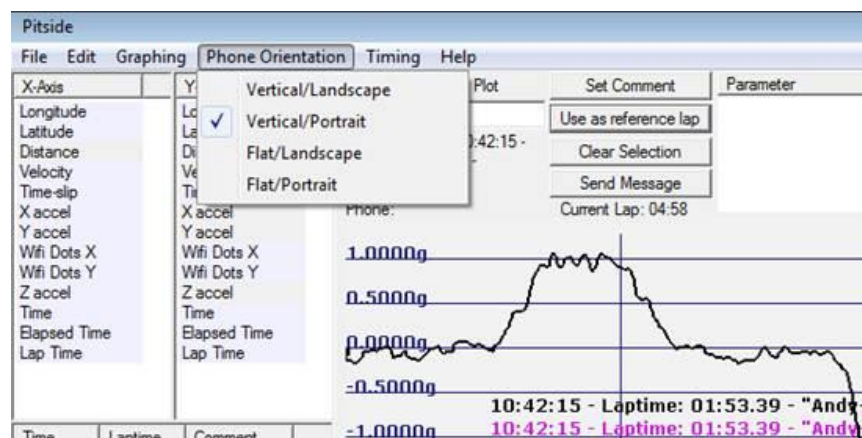 Pitside
File Edit Graphing Phone Orientation Timing Help
X-Axis
Longitude
Latitude
Distance
Velocity
Time-slip
X accel
Y accel
Wifi Dots X
Wifi Dots Y
Z accel
Time
Elapsed Time
Lap Time
X accel
Y accel
Wifi Dots X
Wifi Dots Y
Z accel
Time
Elapsed Time
Lap Time
Vertical/Landscape
Vertical/Portrait
Flat/Landscape
Flat/Portrait
Plot
:42:15 -
Phone:
Set Comment
Use as reference lap
Clear Selection
Send Message
Current Lap: 04:58
Parameter
1.0000g
0.5000g
0.0000g
-0.5000g
-1.0000g
10:42:15 - Laptime: 01:53.39 - "Andy-
10:42:15 - Laptime: 01:53.39 - "Andy
Time Laptime Comment